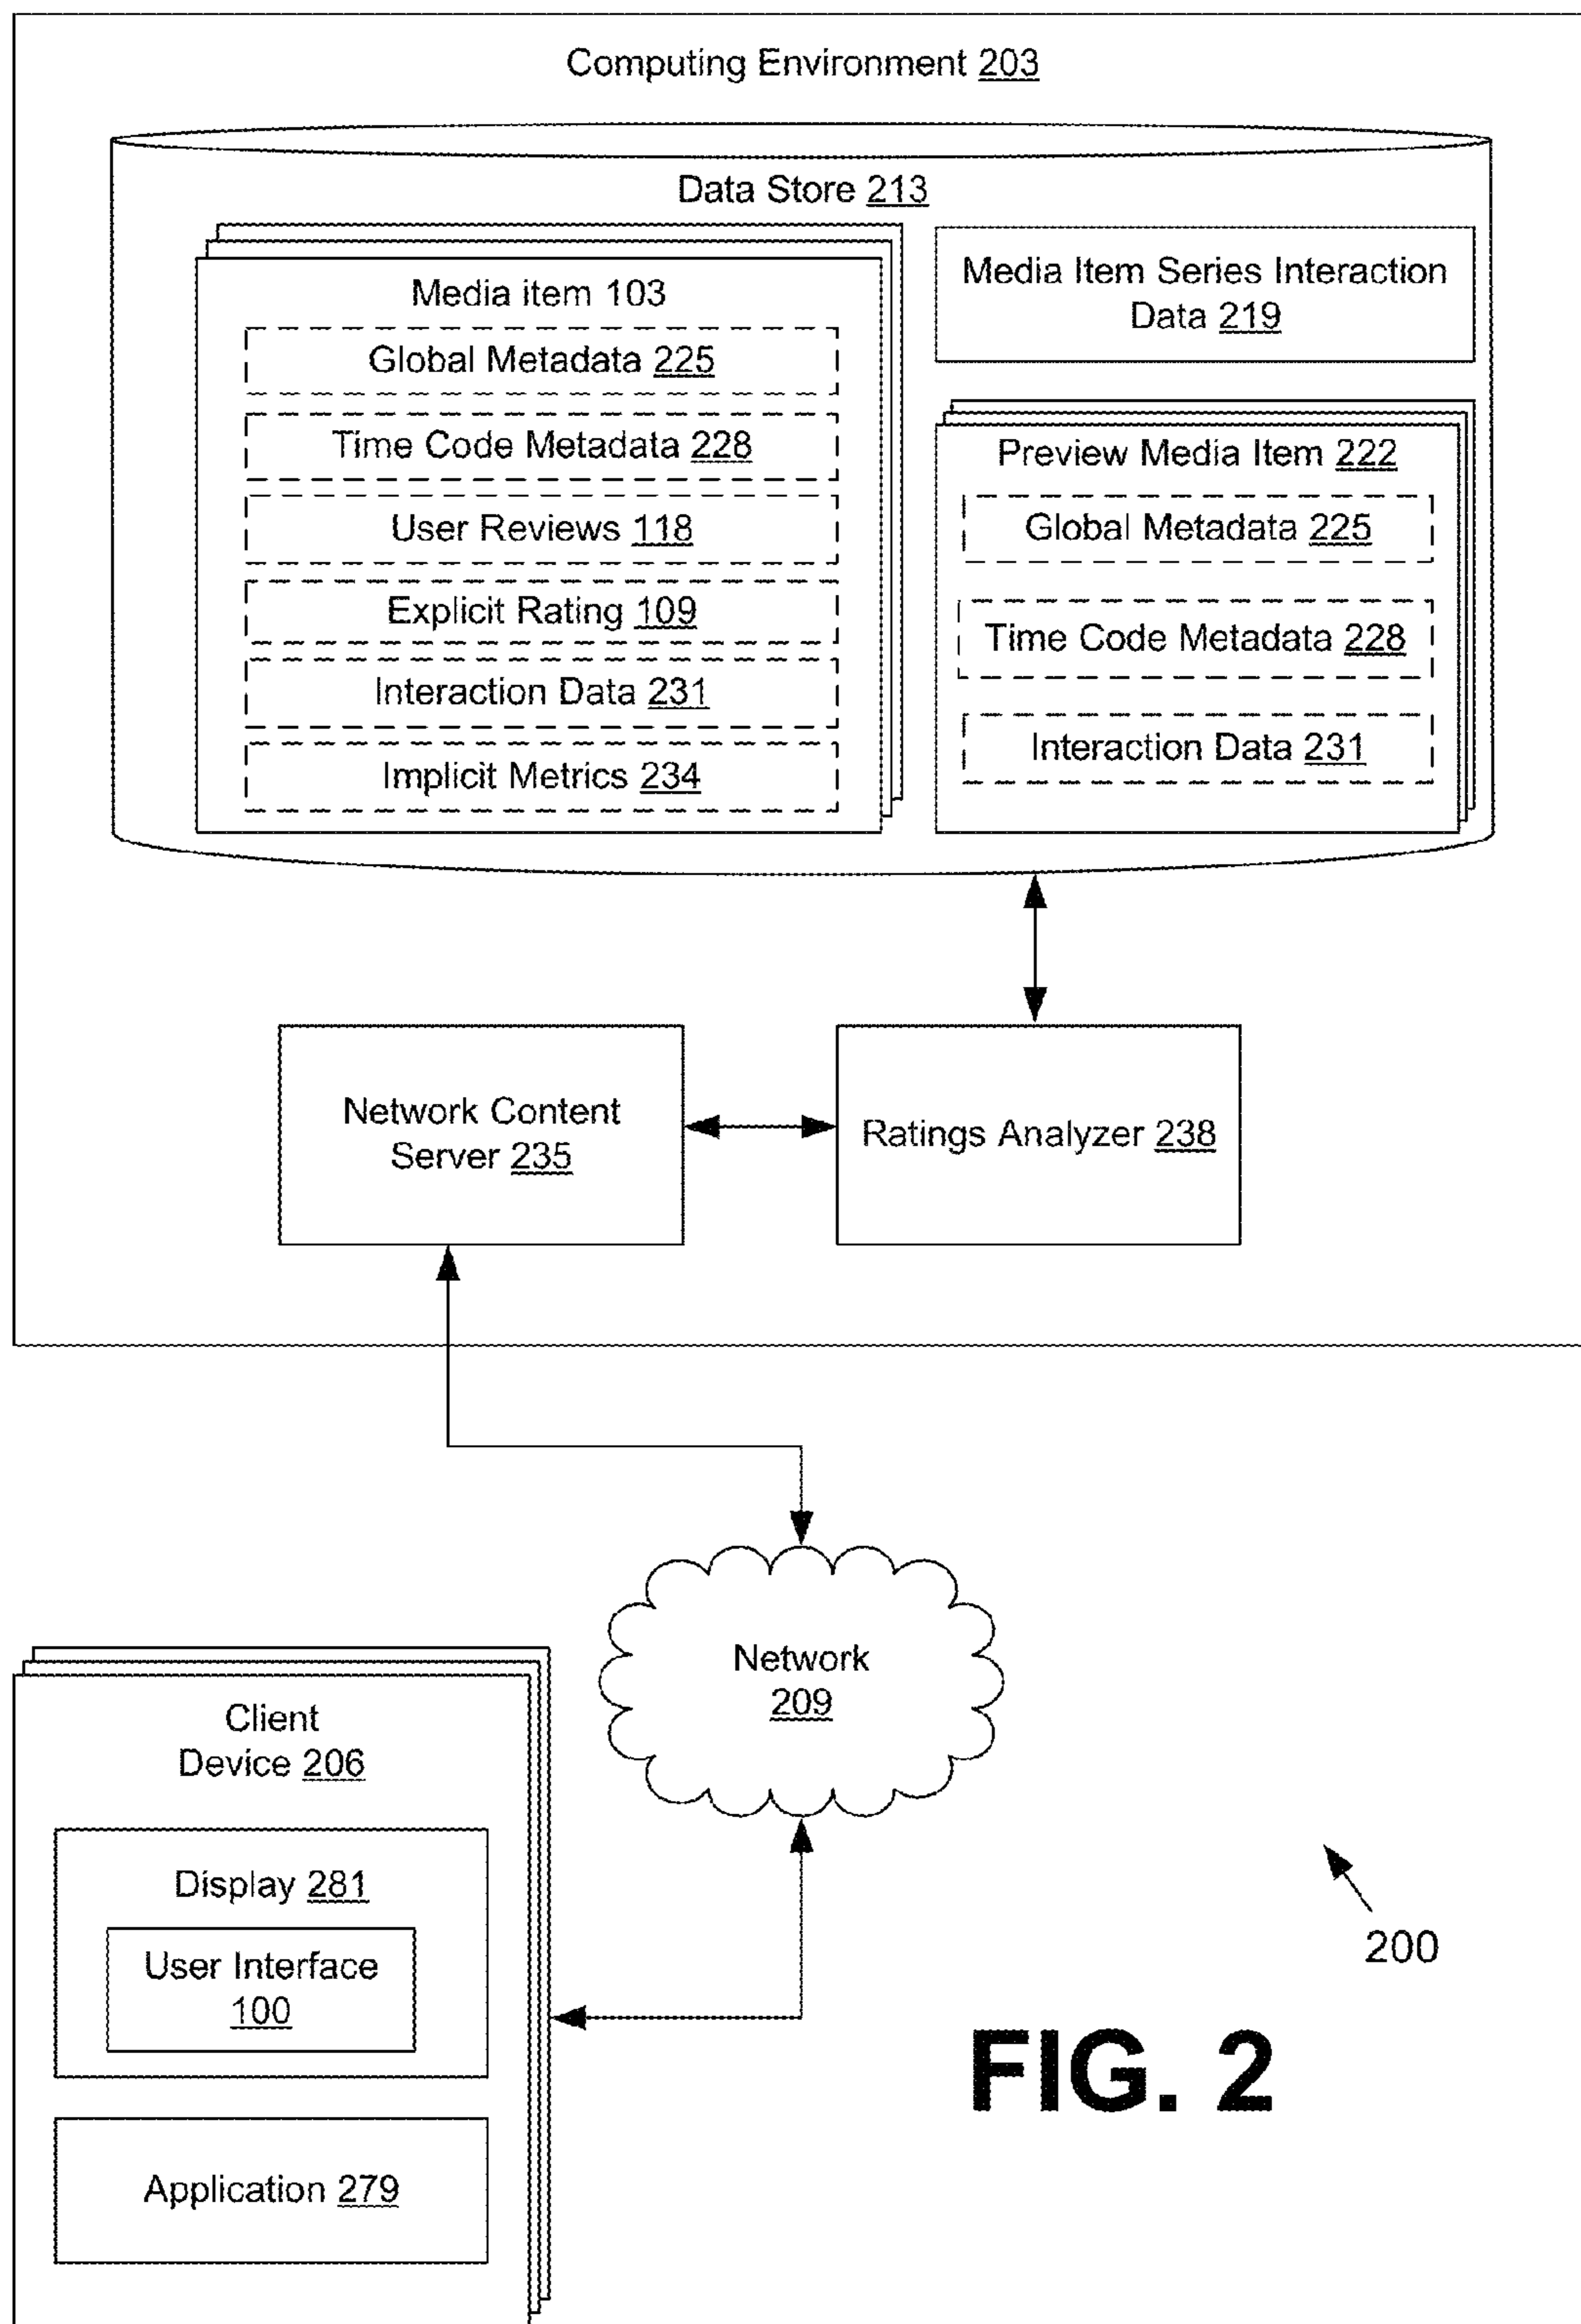 Computing Environment 203
Data Store 213
Media item 103
Global Metadata 225
Time Code Metadata 228
User Reviews 118
Explicit Rating 109
Interaction Data 231
Implicit Metrics 234
Media Item Series Interaction
Data 219
Preview Media Item 222
Global Metadata 225
Time Code Metadata 228
Interaction Data 231
Network Content
Server 235
Ratings Analyzer 238
Network
209
Client
Device 206
Display 281
User Interface
100
Application 279
200
FIG. 2